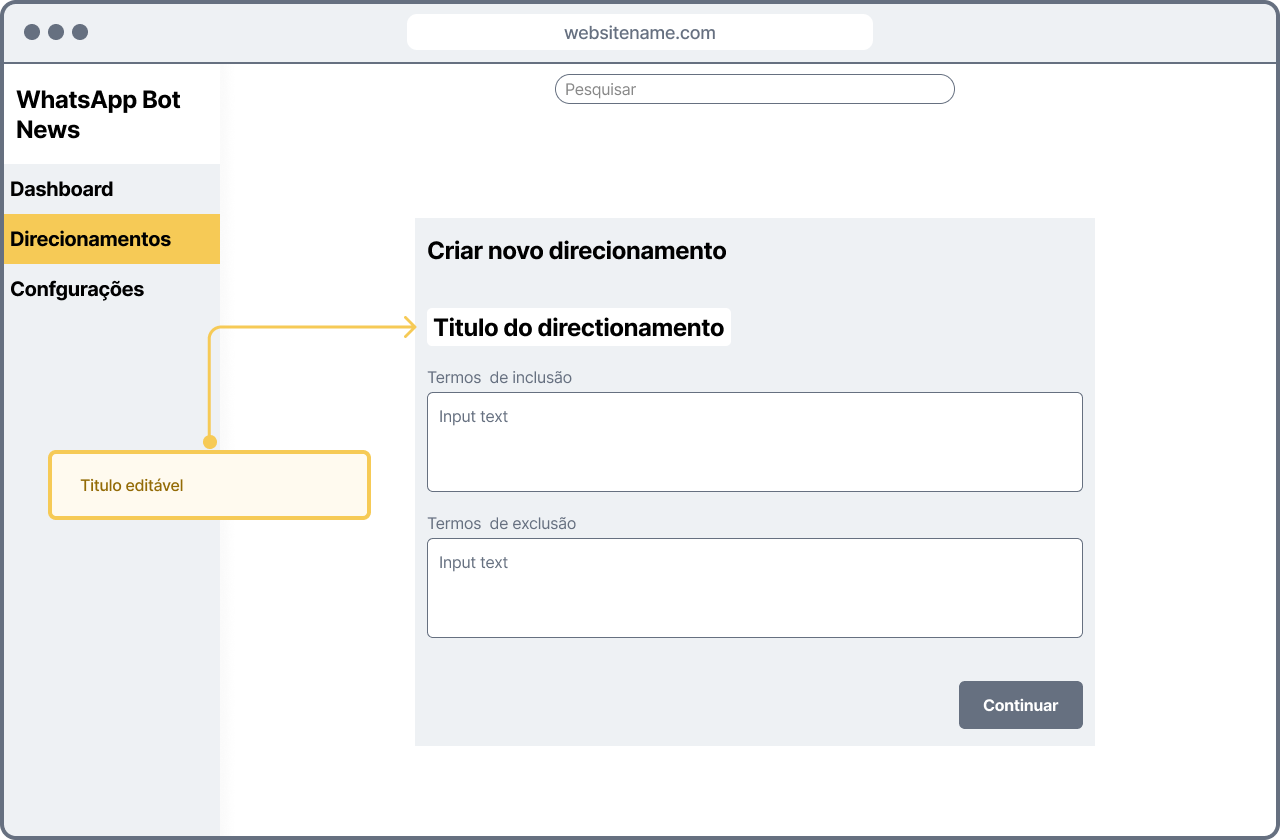 websitename.com
Pesquisar
WhatsApp Bot
News
Dashboard
Direcionamentos
Confgurações
Criar novo direcionamento
Titulo do directionamento
Termos  de inclusão
Input text
Titulo editável
Termos  de exclusão
Input text
Continuar